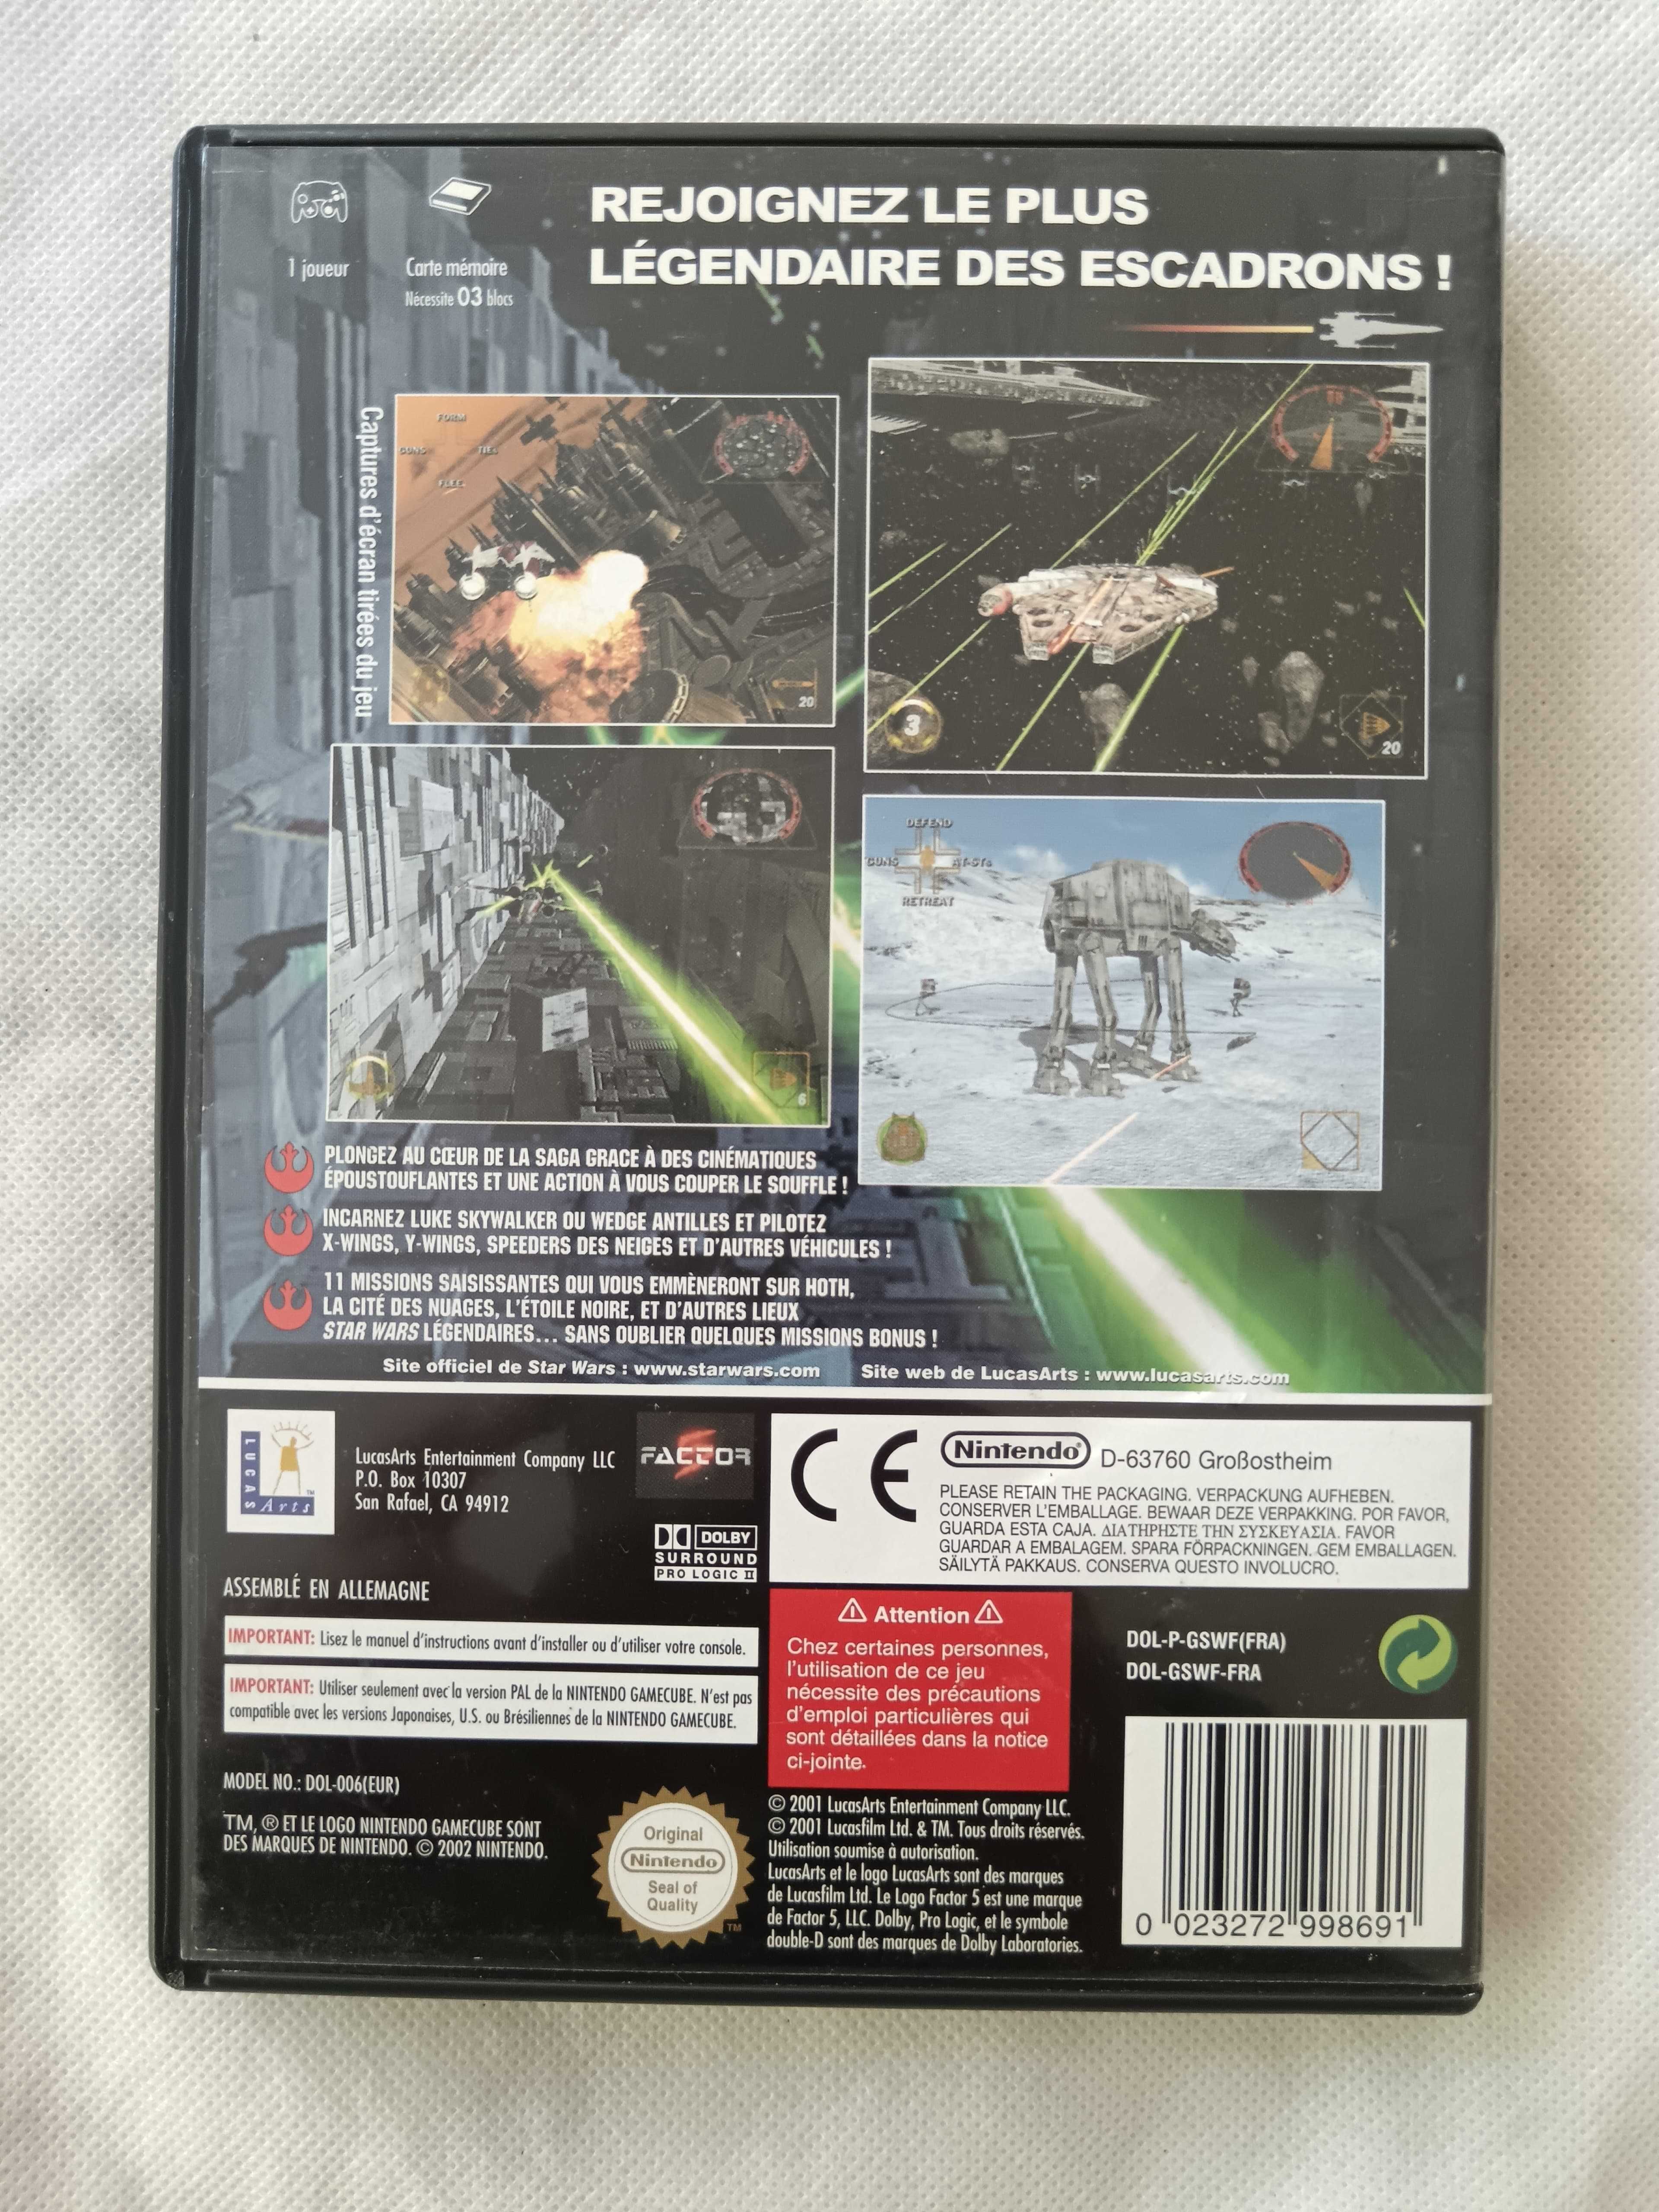 1 joueur
Carte mémoire
Nécessite 03 blocs
REJOIGNEZ LE PLUS
LÉGENDAIRE DES ESCADRONS !
Captures d'écran tirées du jeu
FORM
GUNS TIEs
FLEE
20
3
20
6
DEFEND
GUNS AT-STs
RETREAT
PLONGEZ AU CŒUR DE LA SAGA GRACE À DES CINÉMATIQUES
ÉPOUSTOUFLANTES ET UNE ACTION À VOUS COUPER LE SOUFFLE !
INCARNEZ LUKE SKYWALKER OU WEDGE ANTILLES ET PILOTEZ
X-WINGS, Y-WINGS, SPEEDERS DES NEIGES ET D'AUTRES VÉHICULES !
11 MISSIONS SAISISSANTES QUI VOUS EMMÈNERONT SUR HOTH,
LA CITÉ DES NUAGES, L'ÉTOILE NOIRE, ET D'AUTRES LIEUX
STAR WARS LÉGENDAIRES... SANS OUBLIER QUELQUES MISSIONS BONUS !
Site officiel de Star Wars : www.starwars.com Site web de LucasArts : www.lucasarts.com
LUCAS
Arts TM
LucasArts Entertainment Company LLC
P.O. Box 10307
San Rafael, CA 94912
FACTOR 5
DOLBY
SURROUND
PRO LOGIC II
CE
Nintendo® D-63760 Großostheim
PLEASE RETAIN THE PACKAGING. VERPACKUNG AUFHEBEN.
CONSERVER L'EMBALLAGE. BEWAAR DEZE VERPAKKING. POR FAVOR,
GUARDA ESTA CAJA. ΔΙΑΤΗΡΗΣΤΕ ΤΗΝ ΣΥΣΚΕΥΑΣΙΑ. FAVOR
GUARDAR A EMBALAGEM. SPARA FÖRPACKNINGEN. GEM EMBALLAGEN.
SÄILYTÄ PAKKAUS. CONSERVA QUESTO INVOLUCRO.
ASSEMBLÉ EN ALLEMAGNE
IMPORTANT: Lisez le manuel d'instructions avant d'installer ou d'utiliser votre console.
IMPORTANT: Utiliser seulement avec la version PAL de la NINTENDO GAMECUBE. N'est pas
compatible avec les versions Japonaises, U.S. ou Brésiliennes de la NINTENDO GAMECUBE.
MODEL NO.: DOL-006(EUR)
TM, ® ET LE LOGO NINTENDO GAMECUBE SONT
DES MARQUES DE NINTENDO. © 2002 NINTENDO.
Original
Nintendo
Seal of
Quality
TM
Attention
Chez certaines personnes,
l'utilisation de ce jeu
nécessite des précautions
d'emploi particulières qui
sont détaillées dans la notice
ci-jointe.
© 2001 LucasArts Entertainment Company LLC.
© 2001 Lucasfilm Ltd. & TM. Tous droits réservés.
Utilisation soumise à autorisation.
LucasArts et le logo LucasArts sont des marques
de Lucasfilm Ltd. Le Logo Factor 5 est une marque
de Factor 5, LLC. Dolby, Pro Logic, et le symbole
double-D sont des marques de Dolby Laboratories.
DOL-P-GSWF(FRA)
DOL-GSWF-FRA
0 023272 998691